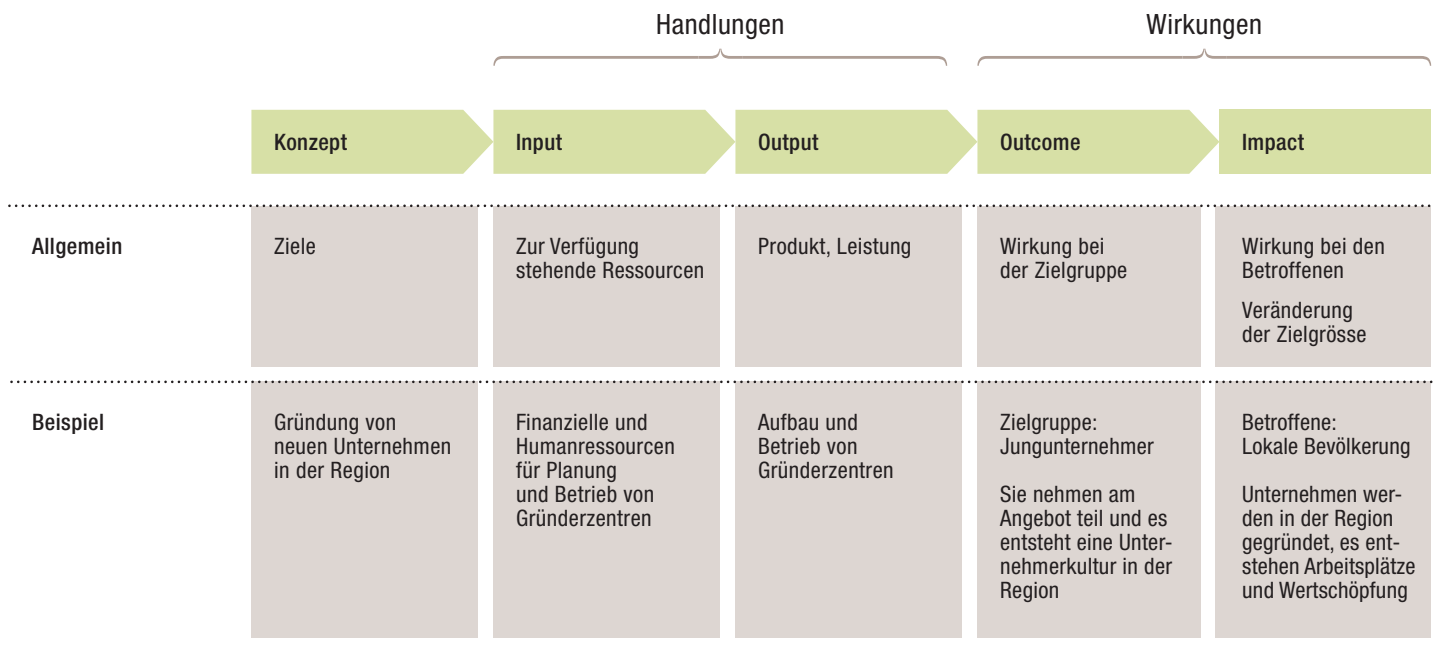 Handlungen
Wirkungen
Konzept
Input
Output
Outcome
Impact
Allgemein
Ziele
Zur Verfügung
stehende Ressourcen
Produkt, Leistung
Wirkung bei
der Zielgruppe
Wirkung bei den
Betroffenen
Veränderung
der Zielgrösse
Beispiel
Gründung von
neuen Unternehmen
in der Region
Finanzielle und
Humanressourcen
für Planung
und Betrieb von
Gründerzentren
Aufbau und
Betrieb von
Gründerzentren
Zielgruppe:
Jungunternehmer
Sie nehmen am
Angebot teil und es
entsteht eine Unter-
nehmerkultur in der
Region
Betroffene:
Lokale Bevölkerung
Unternehmen wer-
den in der Region
gegründet, es ent-
stehen Arbeitsplätze
und Wertschöpfung